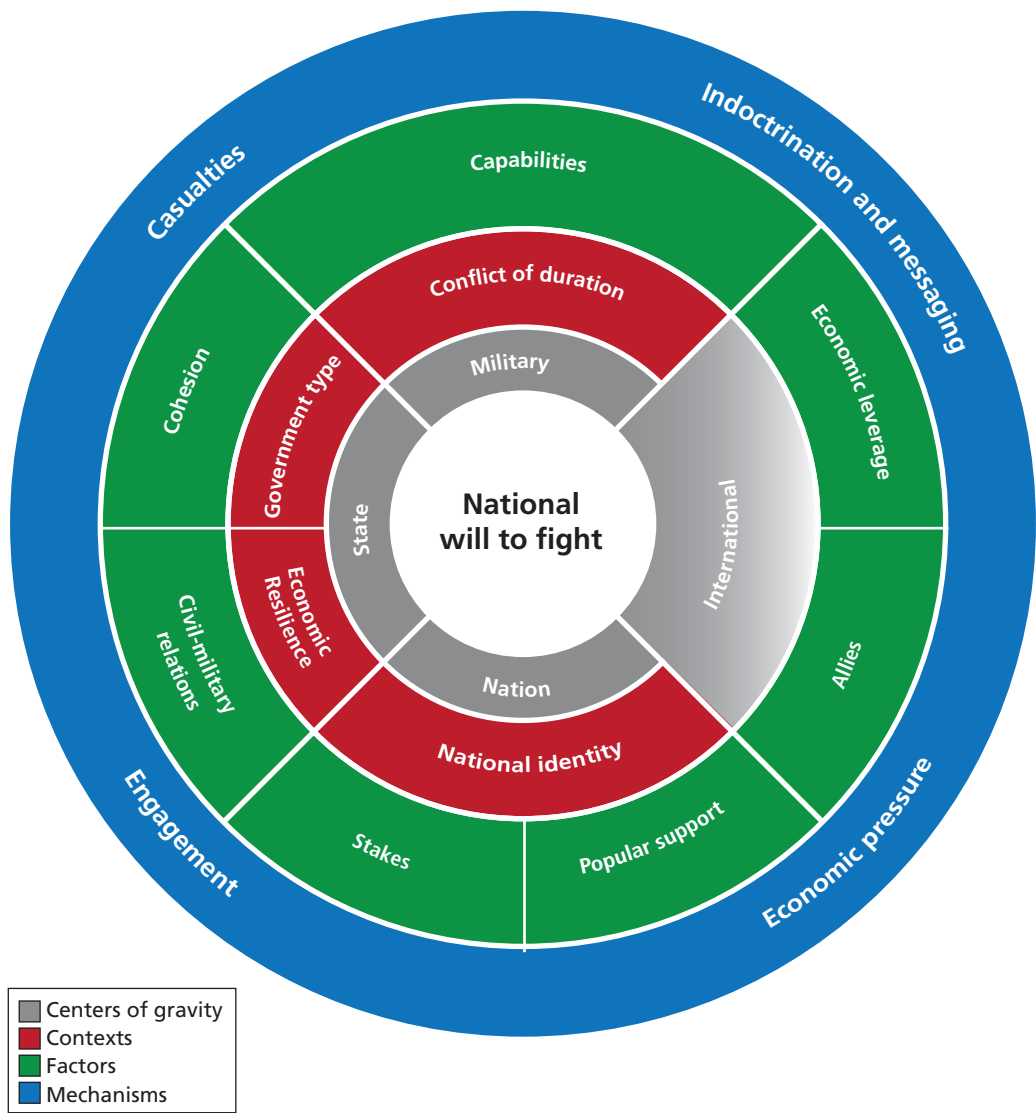 Casualties
Indoctrination and messaging
Capabilities
Conflict of duration
Military
Cohesion
Government type
Economic leverage
State
National
will to fight
International
Economic
Resilience
Civil-military
relations
Nation
Allies
National identity
Stakes
Popular support
Engagement
Economic pressure
Centers of gravity
Contexts
Factors
Mechanisms